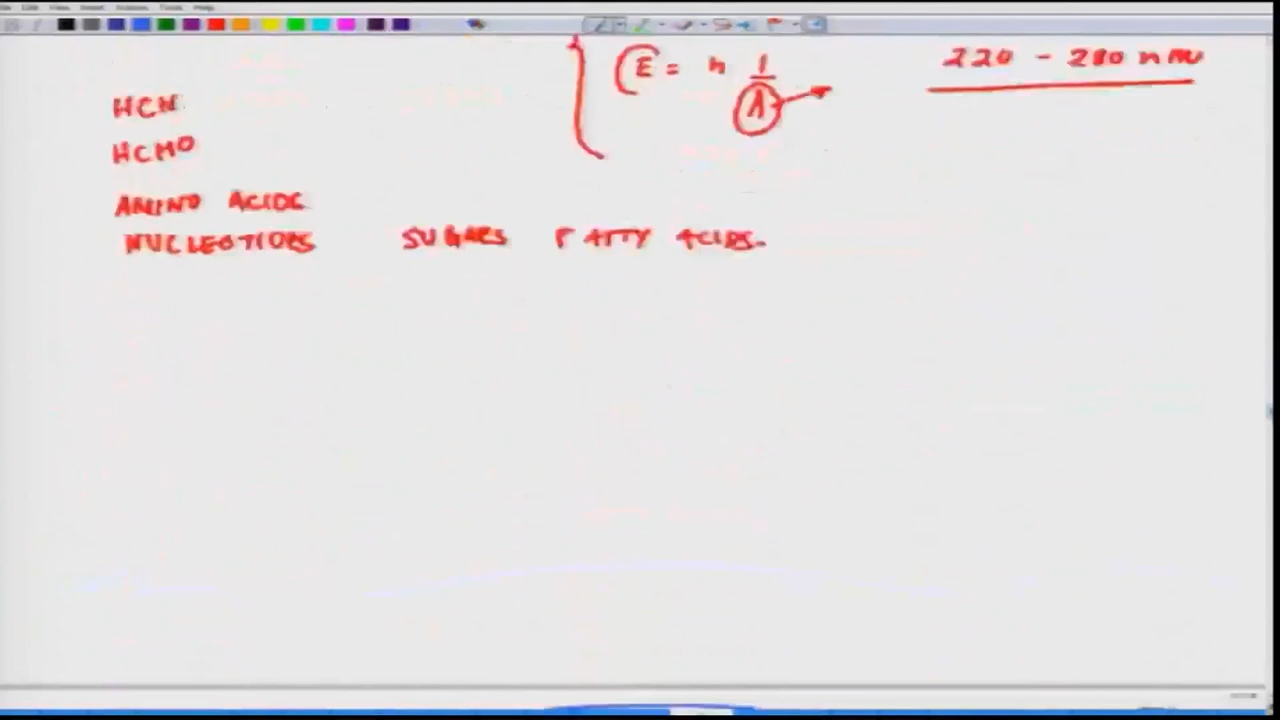 E = h 1
λ
220 - 280 nm
HCN
HCHO
AMINO ACIDS
NUCLEOTIDES SUGARS FATTY ACIDS.